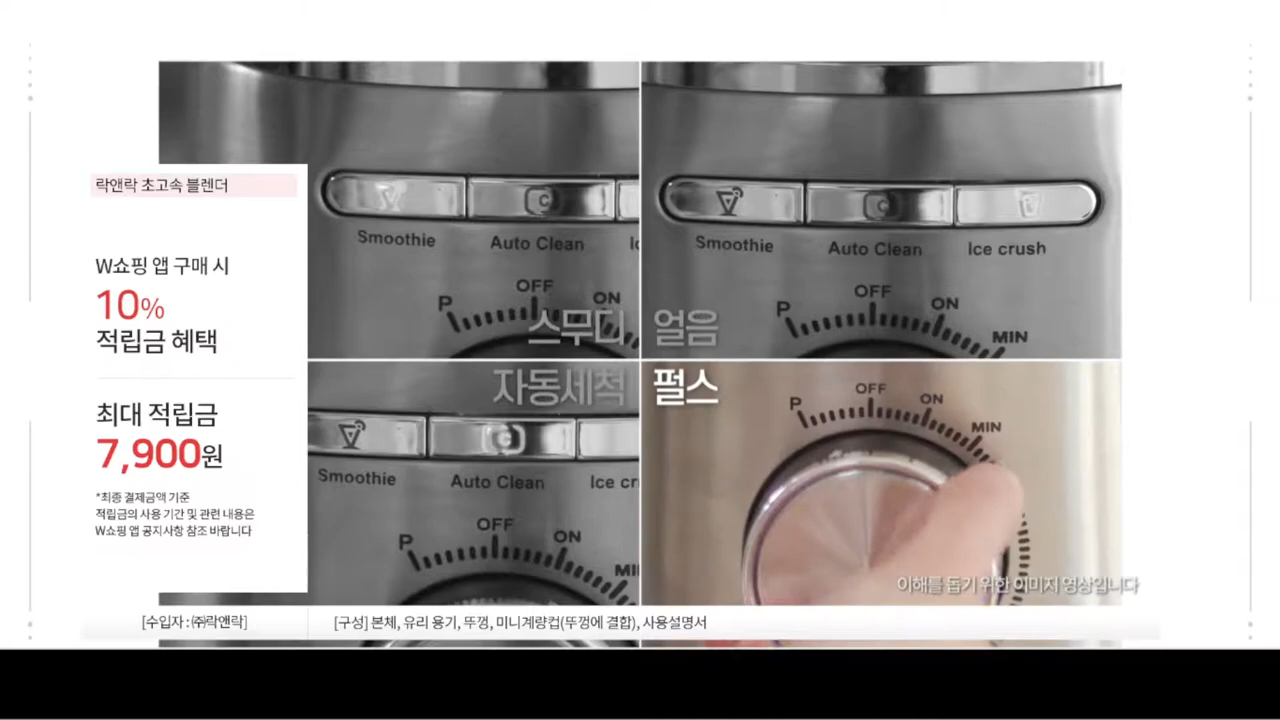 락앤락 초고속 블렌더
W쇼핑 앱 구매 시
10%
적립금 혜택
최대 적립금
7,900원
*최종 결제금액 기준
적립금의 사용 기간 및 관련 내용은
W쇼핑 앱 공지사항 참조 바랍니다
Smoothie
Auto Clean
P
OFF
ON
스무디
Smoothie
Auto Clean
Ice crush
P
OFF
ON
MIN
얼음
자동세척
Smoothie
Auto Clean
Ice cr
P
OFF
ON
MI
펄스
P
OFF
ON
MIN
이해를 돕기 위한 이미지 영상입니다
[수입자 : ㈜락앤락]
[구성] 본체, 유리 용기, 뚜껑, 미니계량컵(뚜껑에 결합), 사용설명서